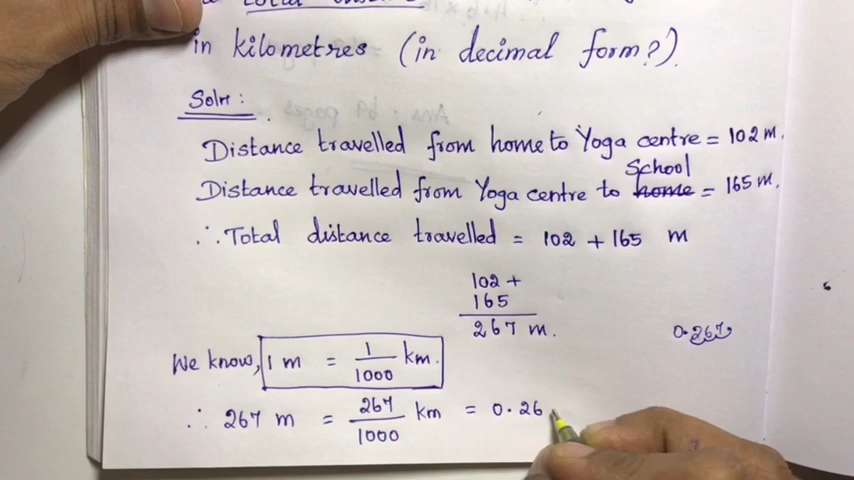 in kilometres (in decimal form?).
Soln:
Distance travelled from home to Yoga centre = 102 m.
School
Distance travelled from Yoga centre to home = 165 m.
∴ Total distance travelled = 102 + 165 m
102 +
165
267 m.
0.267
We know, 1 m = 1/1000 km.
∴ 267 m = 267/1000 km = 0.26